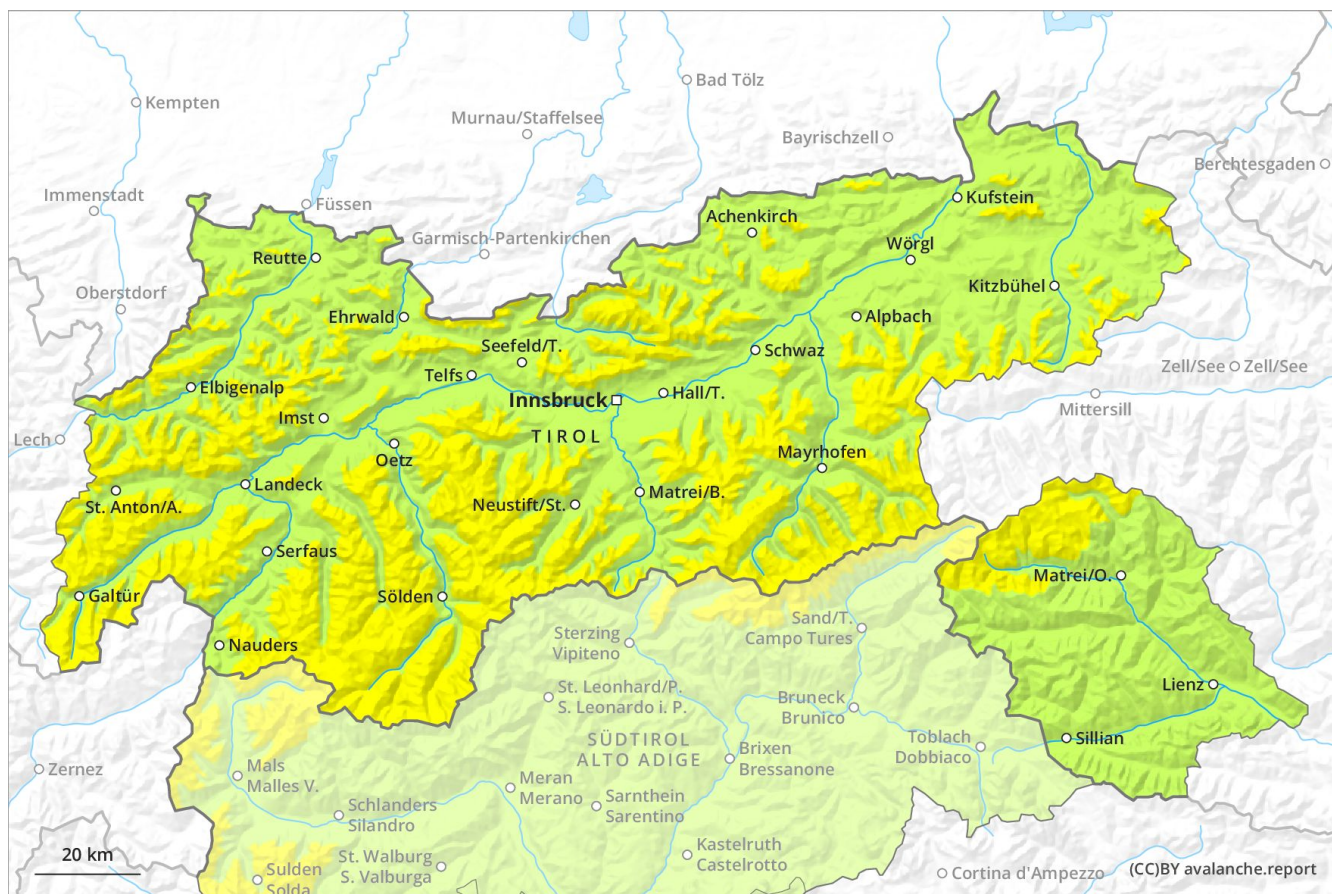 Kempten
Bad Tölz
Murnau/Staffelsee
Bayrischzell
Berchtesgaden
Immenstadt
Füssen
Kufstein
Achenkirch
Garmisch-Partenkirchen
Wörgl
Reutte
Oberstdorf
Kitzbühel
Ehrwald
Alpbach
Seefeld/T.
Schwaz
Telfs
Zell/See
Zell/See
Elbigenalp
Hall/T.
Innsbruck
Mittersill
Imst
TIROL
Lech
Oetz
Mayrhofen
Landeck
Matrei/B.
St. Anton/A.
Neustift/St.
Serfaus
Matrei/O.
Galtür
Sölden
Sand/T.
Campo Tures
Sterzing
Vipiteno
Nauders
Lienz
St. Leonhard/P.
S. Leonardo i. P.
Bruneck
Brunico
Sillian
Toblach
Dobbiaco
SÜDTIROL
ALTO ADIGE
Brixen
Bressanone
Zernez
Mals
Malles V.
Meran
Merano
Sarnthein
Sarentino
Schlanders
Silandro
Kastelruth
Castelrotto
20 km
St. Walburg
S. Valburga
Sulden
Solda
Cortina d'Ampezzo
(CC)BY avalanche.report